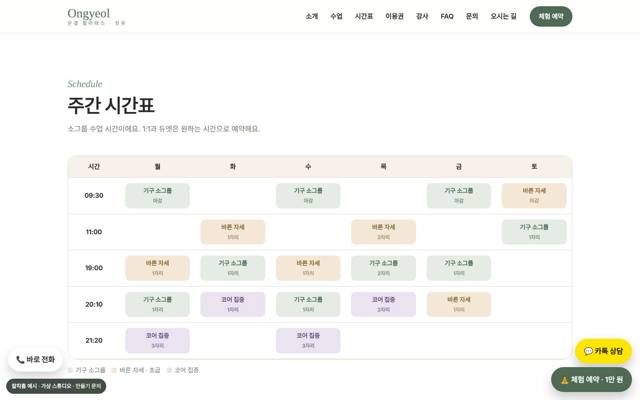 Ongyeol
온결 필라테스 · 망원
소개 수업 시간표 이용권 강사 FAQ 문의 오시는 길 체험 예약
Schedule
주간 시간표
소그룹 수업 시간이에요. 1:1과 듀엣은 원하는 시간으로 예약해요.
시간 월 화 수 목 금 토
09:30 기구 소그룹 기구 소그룹 기구 소그룹 바른 자세
마감 마감 마감 마감
11:00 바른 자세 바른 자세 기구 소그룹
1자리 2자리 1자리
19:00 바른 자세 기구 소그룹 바른 자세 기구 소그룹 기구 소그룹
1자리 1자리 1자리 2자리 1자리
20:10 기구 소그룹 코어 집중 기구 소그룹 코어 집중 바른 자세
1자리 1자리 1자리 2자리 1자리
21:20 코어 집중 코어 집중
3자리 3자리
기구 소그룹 바른 자세 · 초급 코어 집중
📞 바로 전화
💬 카톡 상담
🧘 체험 예약 · 1만 원